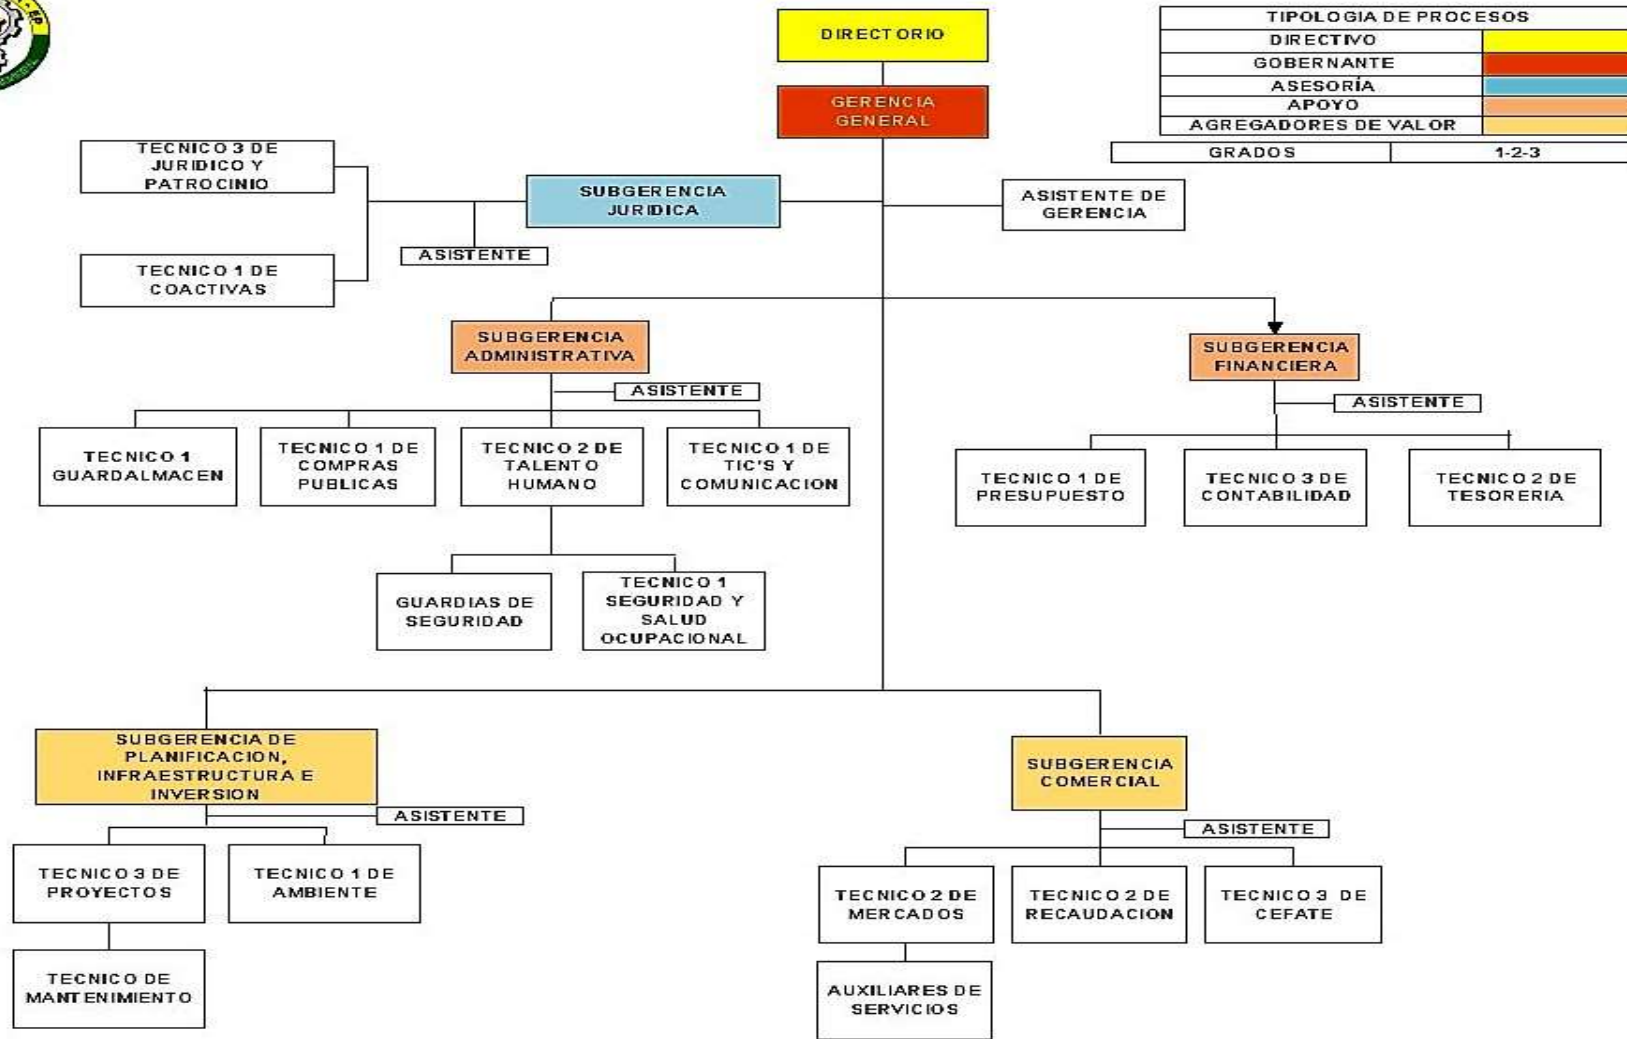 EP
DIRECTORIO
GERENCIA
GENERAL
TIPOLOGIA DE PROCESOS
DIRECTIVO
GOBERNANTE
ASESORÍA
APOYO
AGREGADORES DE VALOR
GRADOS 1-2-3
TECNICO 3 DE
JURIDICO Y
PATROCINIO
SUBGERENCIA
JURIDICA
ASISTENTE DE
GERENCIA
ASISTENTE
TECNICO 1 DE
COACTIVAS
SUBGERENCIA
ADMINISTRATIVA
ASISTENTE
SUBGERENCIA
FINANCIERA
ASISTENTE
TECNICO 1
GUARDALMACEN
TECNICO 1 DE
COMPRAS
PUBLICAS
TECNICO 2 DE
TALENTO
HUMANO
TECNICO 1 DE
TIC'S Y
COMUNICACION
TECNICO 1 DE
PRESUPUESTO
TECNICO 3 DE
CONTABILIDAD
TECNICO 2 DE
TESORERIA
GUARDIAS DE
SEGURIDAD
TECNICO 1
SEGURIDAD Y
SALUD
OCUPACIONAL
SUBGERENCIA DE
PLANIFICACION,
INFRAESTRUCTURA E
INVERSION
ASISTENTE
SUBGERENCIA
COMERCIAL
ASISTENTE
TECNICO 3 DE
PROYECTOS
TECNICO 1 DE
AMBIENTE
TECNICO 2 DE
MERCADOS
TECNICO 2 DE
RECAUDACION
TECNICO 3 DE
CEFATE
TECNICO DE
MANTENIMIENTO
AUXILIARES DE
SERVICIOS